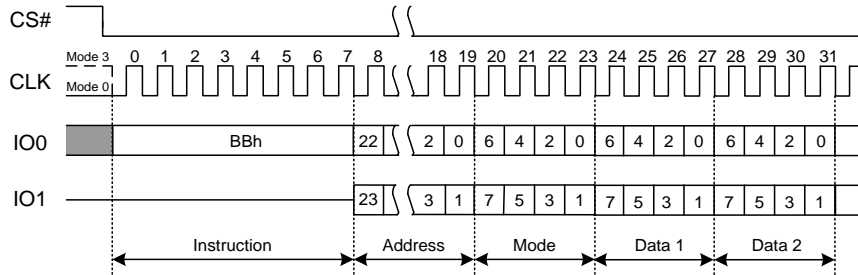 CS#
Mode 3 0 1 2 3 4 5 6 7 8 18 19 20 21 22 23 24 25 26 27 28 29 30 31
CLK
Mode 0
IO0 BBh 22 2 0 6 4 2 0 6 4 2 0 6 4 2 0
IO1 23 3 1 7 5 3 1 7 5 3 1 7 5 3 1
Instruction Address Mode Data 1 Data 2